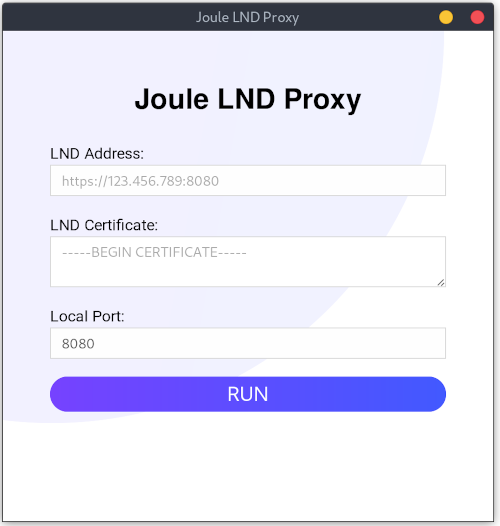 Joule LND Proxy
Joule LND Proxy
LND Address:
https://123.456.789:8080
LND Certificate:
-----BEGIN CERTIFICATE-----
Local Port:
8080
RUN